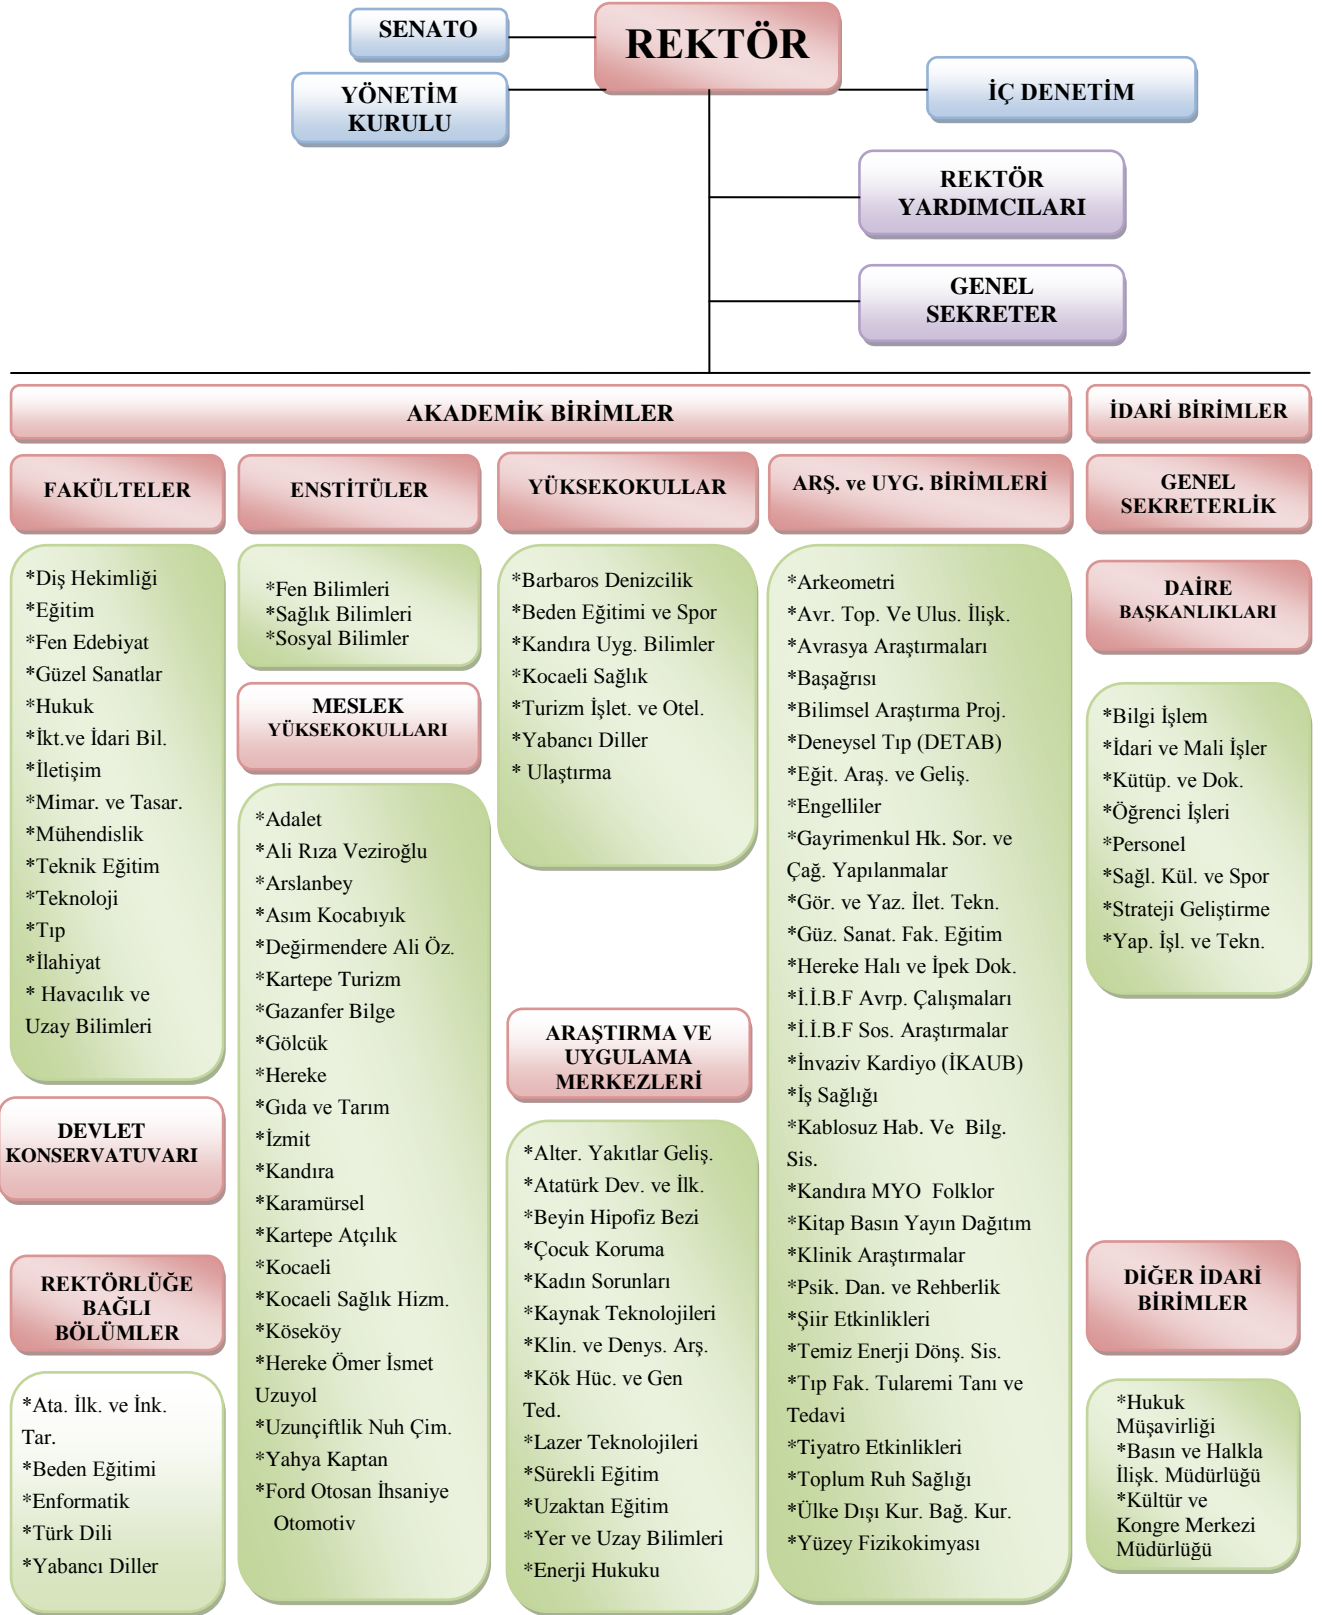 SENATO
REKTÖR
YÖNETİM
KURULU
İÇ DENETİM
REKTÖR
YARDIMCILARI
GENEL
SEKRETER
AKADEMİK BİRİMLER
İDARİ BİRİMLER
FAKÜLTELER
*Diş Hekimliği
*Eğitim
*Fen Edebiyat
*Güzel Sanatlar
*Hukuk
*İkt.ve İdari Bil.
*İletişim
*Mimar. ve Tasar.
*Mühendislik
*Teknik Eğitim
*Teknoloji
*Tıp
*İlahiyat
* Havacılık ve
Uzay Bilimleri
DEVLET
KONSERVATUVARI
REKTÖRLÜĞE
BAĞLI
BÖLÜMLER
*Ata. İlk. ve İnk.
Tar.
*Beden Eğitimi
*Enformatik
*Türk Dili
*Yabancı Diller
ENSTİTÜLER
*Fen Bilimleri
*Sağlık Bilimleri
*Sosyal Bilimler
MESLEK
YÜKSEKOKULLARI
*Adalet
*Ali Rıza Veziroğlu
*Arslanbey
*Asım Kocabıyık
*Değirmendere Ali Öz.
*Kartepe Turizm
*Gazanfer Bilge
*Gölcük
*Hereke
*Gıda ve Tarım
*İzmit
*Kandıra
*Karamürsel
*Kartepe Atçılık
*Kocaeli
*Kocaeli Sağlık Hizm.
*Köseköy
*Hereke Ömer İsmet
Uzuyol
*Uzunçiftlik Nuh Çim.
*Yahya Kaptan
*Ford Otosan İhsaniye
Otomotiv
YÜKSEKOKULLAR
*Barbaros Denizcilik
*Beden Eğitimi ve Spor
*Kandıra Uyg. Bilimler
*Kocaeli Sağlık
*Turizm İşlet. ve Otel.
*Yabancı Diller
* Ulaştırma
ARAŞTIRMA VE
UYGULAMA
MERKEZLERİ
*Alter. Yakıtlar Geliş.
*Atatürk Dev. ve İlk.
*Beyin Hipofiz Bezi
*Çocuk Koruma
*Kadın Sorunları
*Kaynak Teknolojileri
*Klin. ve Denys. Arş.
*Kök Hüc. ve Gen
Ted.
*Lazer Teknolojileri
*Sürekli Eğitim
*Uzaktan Eğitim
*Yer ve Uzay Bilimleri
*Enerji Hukuku
ARŞ. ve UYG. BİRİMLERİ
*Arkeometri
*Avr. Top. Ve Ulus. İlişk.
*Avrasya Araştırmaları
*Başağrısı
*Bilimsel Araştırma Proj.
*Deneysel Tıp (DETAB)
*Eğit. Araş. ve Geliş.
*Engelliler
*Gayrimenkul Hk. Sor. ve
Çağ. Yapılanmalar
*Gör. ve Yaz. İlet. Tekn.
*Güz. Sanat. Fak. Eğitim
*Hereke Halı ve İpek Dok.
*İ.İ.B.F Avrp. Çalışmaları
*İ.İ.B.F Sos. Araştırmalar
*İnvaziv Kardiyo (İKAUB)
*İş Sağlığı
*Kablosuz Hab. Ve Bilg.
Sis.
*Kandıra MYO Folklor
*Kitap Basın Yayın Dağıtım
*Klinik Araştırmalar
*Psik. Dan. ve Rehberlik
*Şiir Etkinlikleri
*Temiz Enerji Dönş. Sis.
*Tıp Fak. Tularemi Tanı ve
Tedavi
*Tiyatro Etkinlikleri
*Toplum Ruh Sağlığı
*Ülke Dışı Kur. Bağ. Kur.
*Yüzey Fizikokimyası
GENEL
SEKRETERLİK
DAİRE
BAŞKANLIKLARI
*Bilgi İşlem
*İdari ve Mali İşler
*Kütüp. ve Dok.
*Öğrenci İşleri
*Personel
*Sağl. Kül. ve Spor
*Strateji Geliştirme
*Yap. İşl. ve Tekn.
DİĞER İDARİ
BİRİMLER
*Hukuk
Müşavirliği
*Basın ve Halkla
İlişk. Müdürlüğü
*Kültür ve
Kongre Merkezi
Müdürlüğü